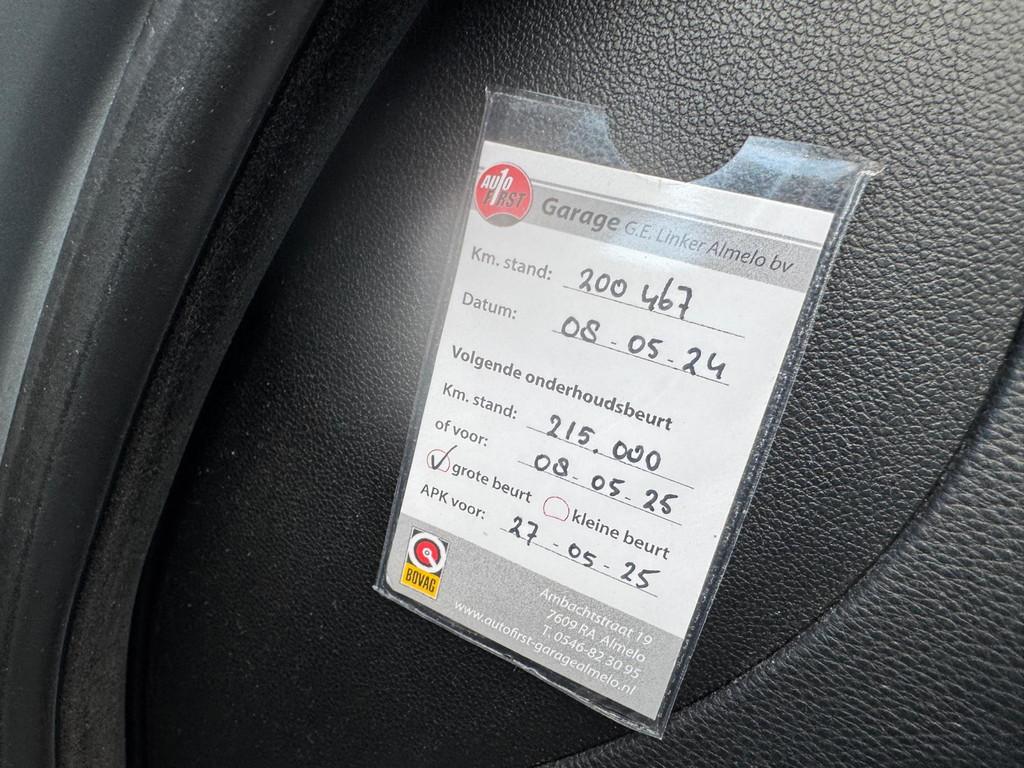 AUTO FIRST
Garage G.E. Linker Almelo bv
Km. stand: 200 467
Datum: 08-05-24
Volgende onderhoudsbeurt
Km. stand: 215.000
of voor: 08-05-25
grote beurt kleine beurt
APK voor: 27-05-25
BOVAG
Ambachtstraat 19
7609 RA Almelo
T. 0546-82 30 95
www.autofirst-garagealmelo.nl